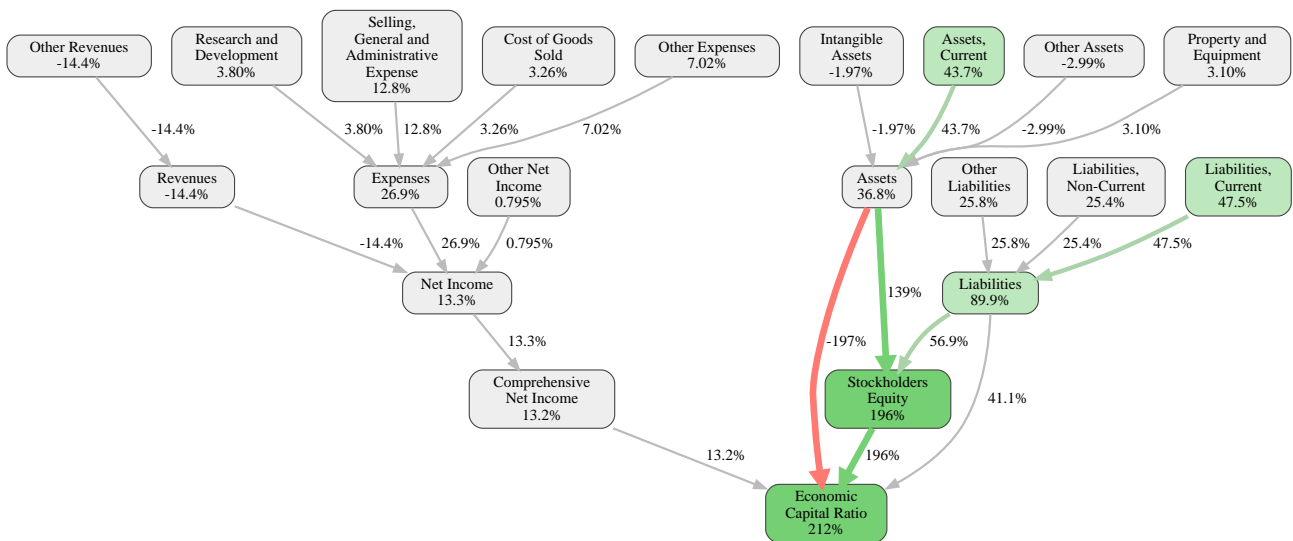 Other Revenues
-14.4%
Research and
Development
3.80%
Selling,
General and
Administrative
Expense
12.8%
Cost of Goods
Sold
3.26%
Other Expenses
7.02%
Intangible
Assets
-1.97%
Assets,
Current
43.7%
Other Assets
-2.99%
Property and
Equipment
3.10%
-14.4%
3.80%
12.8%
3.26%
7.02%
-1.97%
43.7%
-2.99%
3.10%
Revenues
-14.4%
Expenses
26.9%
Other Net
Income
0.795%
Assets
36.8%
Other
Liabilities
25.8%
Liabilities,
Non-Current
25.4%
Liabilities,
Current
47.5%
-14.4%
26.9%
0.795%
25.8%
25.4%
47.5%
Net Income
13.3%
139%
Liabilities
89.9%
13.3%
-197%
56.9%
Comprehensive
Net Income
13.2%
Stockholders
Equity
196%
41.1%
13.2%
196%
Economic
Capital Ratio
212%